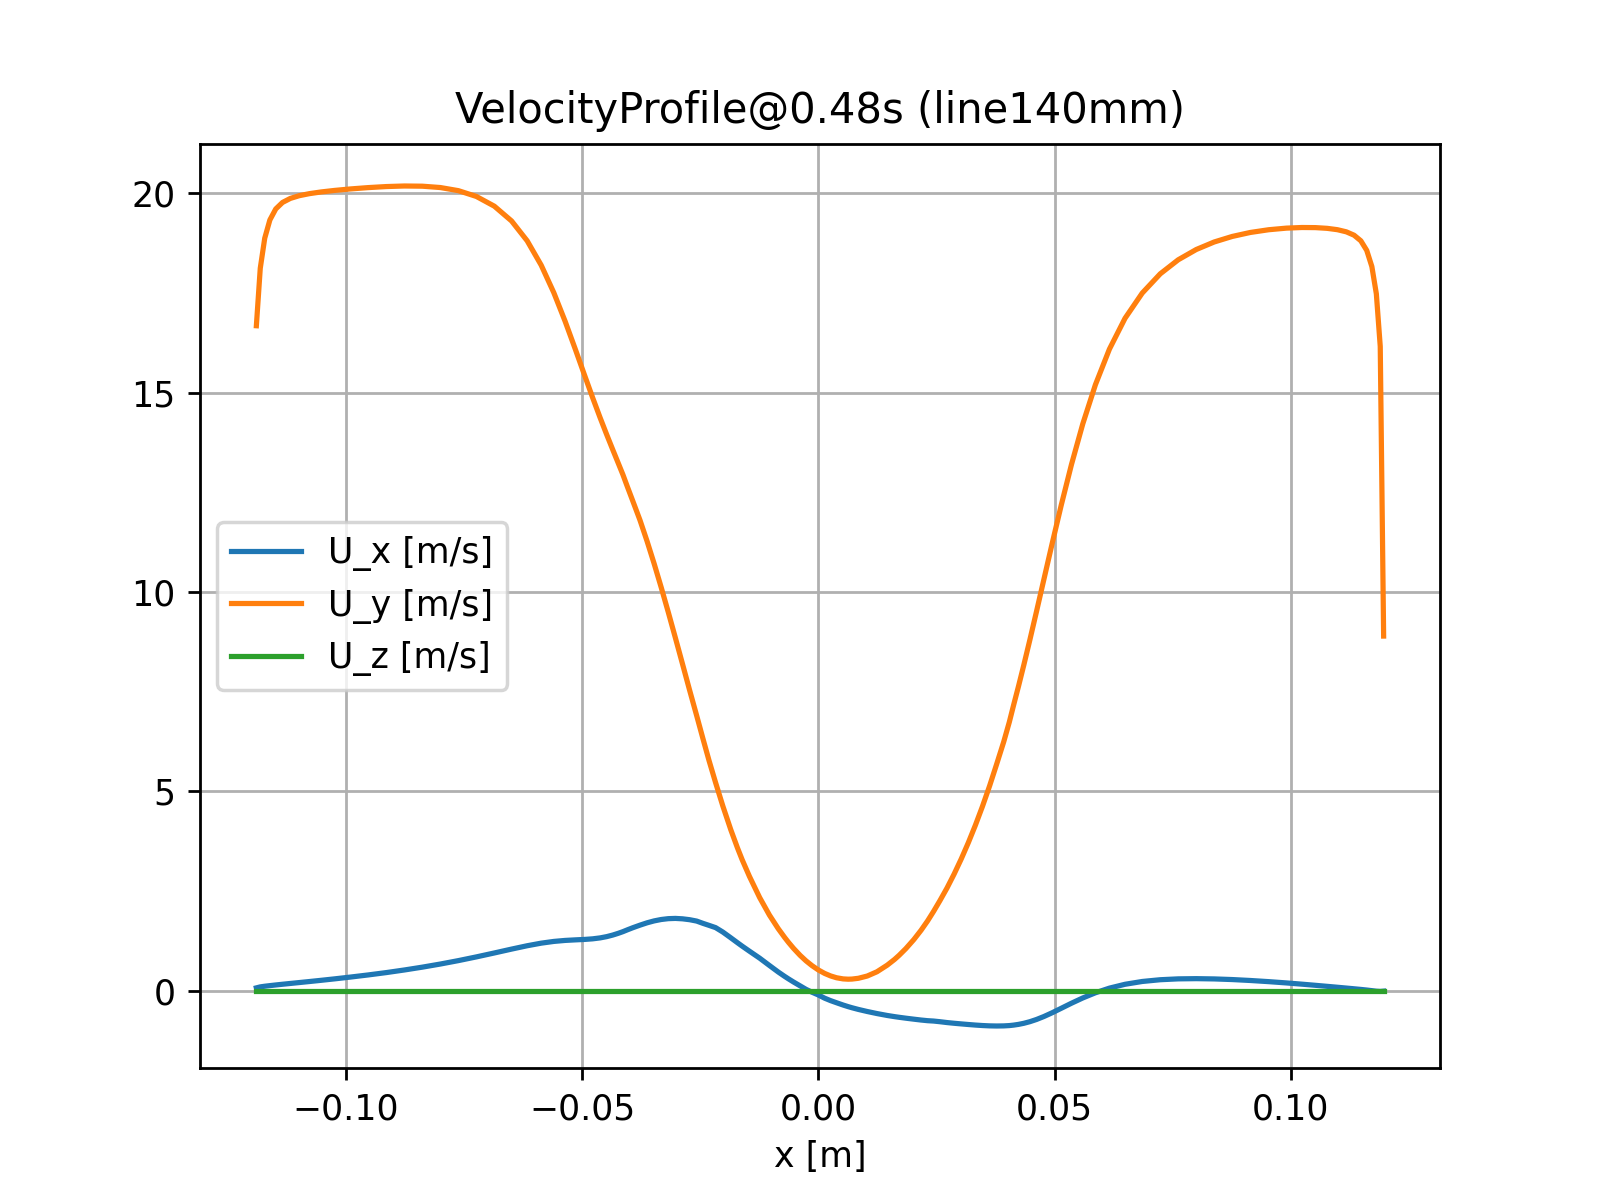 VelocityProfile@0.48s (line140mm)
20
15
10
5
0
U_x [m/s]
U_y [m/s]
U_z [m/s]
−0.10 −0.05 0.00 0.05 0.10
x [m]